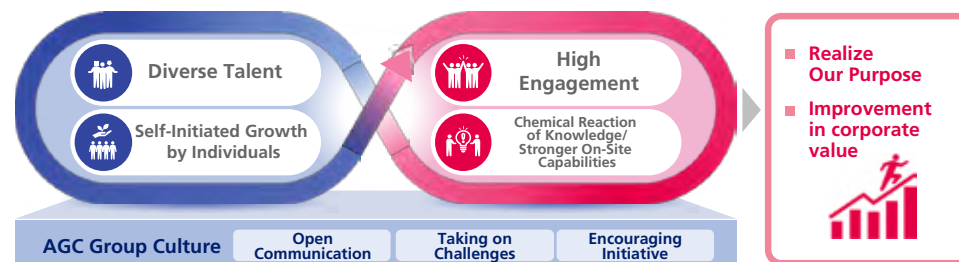 Diverse Talent
Self-Initiated Growth
by Individuals
High
Engagement
Chemical Reaction
of Knowledge/
Stronger On-Site
Capabilities
Realize
Our Purpose
Improvement
in corporate
value
AGC Group Culture
Open
Communication
Taking on
Challenges
Encouraging
Initiative